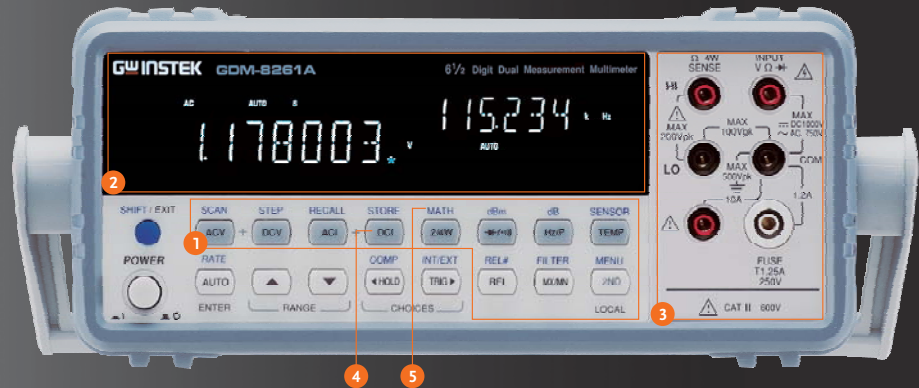 GW INSTEK GDM-8261A
6½ Digit Dual Measurement Multimeter
AC AUTO S
1.178003 V
115.234 k Hz
AUTO
2
SHIFT / EXIT
SCAN STEP RECALL STORE MATH dBm dB SENSOR
1
ACV + DCV ACI + DCI 2/4W Hz/P TEMP
POWER
RATE COMP INT/EXT REL# FILTER MENU
AUTO ◀ HOLD TRIG ▶ REL MX/MN 2ND
ENTER RANGE CHOICES LOCAL
4 5
Ω 4W SENSE
INPUT V Ω
HI
MAX 200Vpk
MAX 100Vpk
MAX
DC 1000V
AC 750V
LO
MAX 500Vpk
COM
10A
1.2A
FUSE
T1.25A
250V
3
CAT II 600V